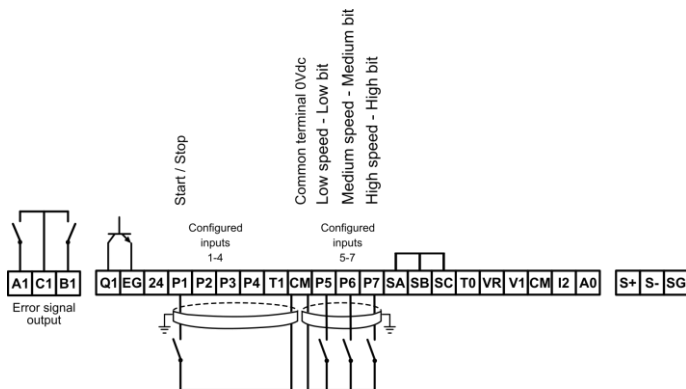 Start / Stop
Common terminal 0Vdc
Low speed - Low bit
Medium speed - Medium bit
High speed - High bit
Configured
inputs
1-4
Configured
inputs
5-7
A1 C1 B1
Q1 EG 24 P1 P2 P3 P4 T1 CM P5 P6 P7 SA SB SC T0 VR V1 CM I2 A0
S+ S- SG
Error signal
output